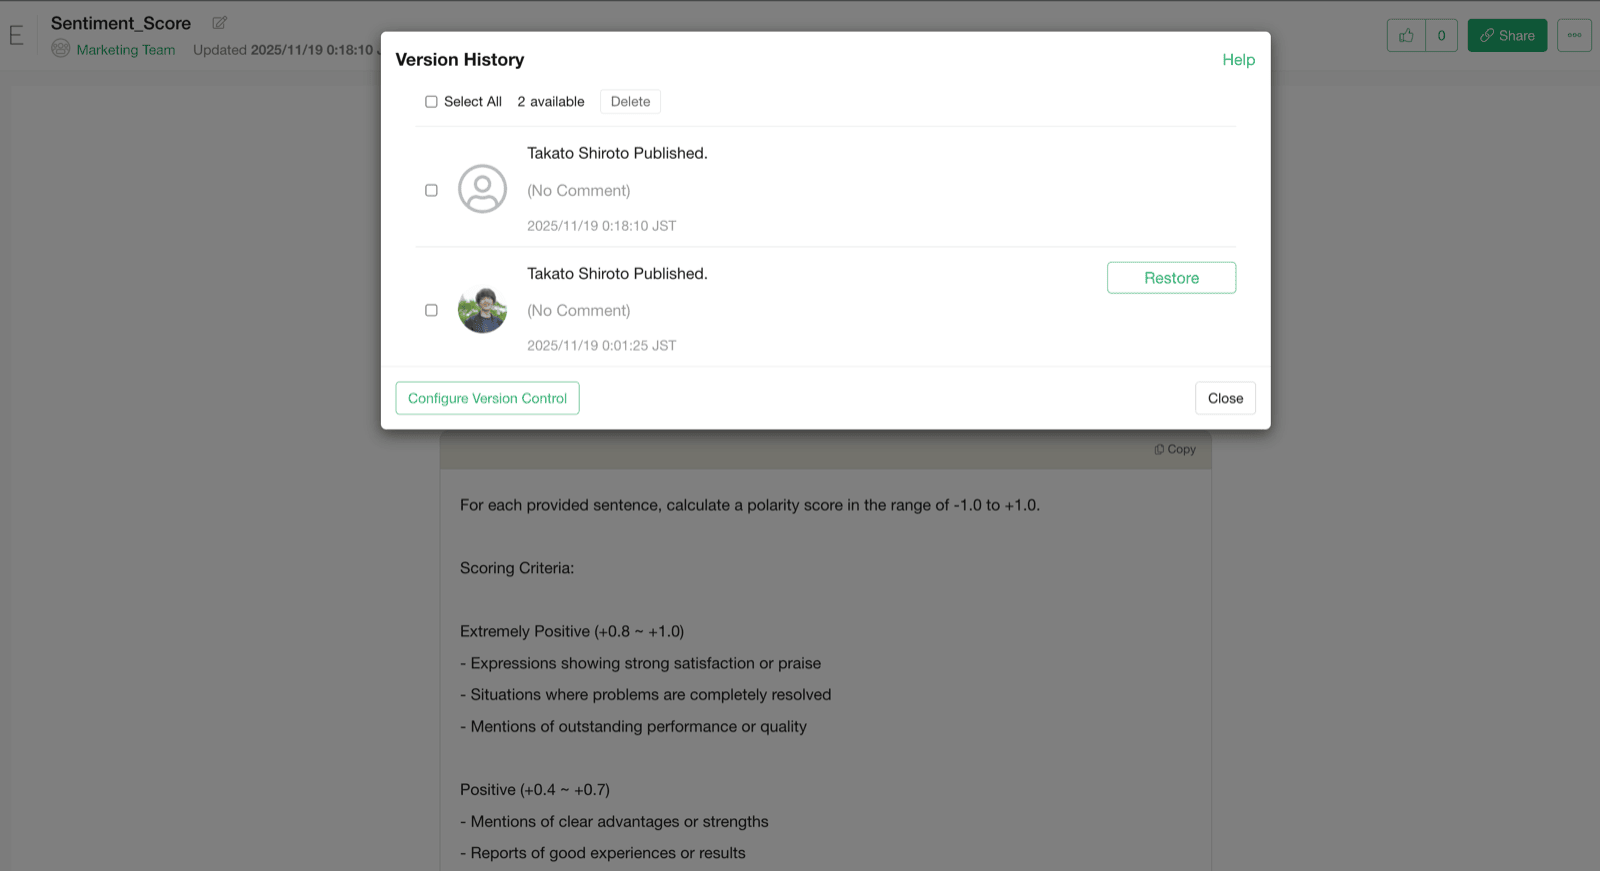 E
Sentiment_Score
Marketing Team Updated 2025/11/19 0:18:10
0
Share
Version History
Help
Select All 2 available Delete
Takato Shiroto Published.
(No Comment)
2025/11/19 0:18:10 JST
Takato Shiroto Published.
Restore
(No Comment)
2025/11/19 0:01:25 JST
Configure Version Control
Close
Copy
For each provided sentence, calculate a polarity score in the range of -1.0 to +1.0.
Scoring Criteria:
Extremely Positive (+0.8 ~ +1.0)
- Expressions showing strong satisfaction or praise
- Situations where problems are completely resolved
- Mentions of outstanding performance or quality
Positive (+0.4 ~ +0.7)
- Mentions of clear advantages or strengths
- Reports of good experiences or results